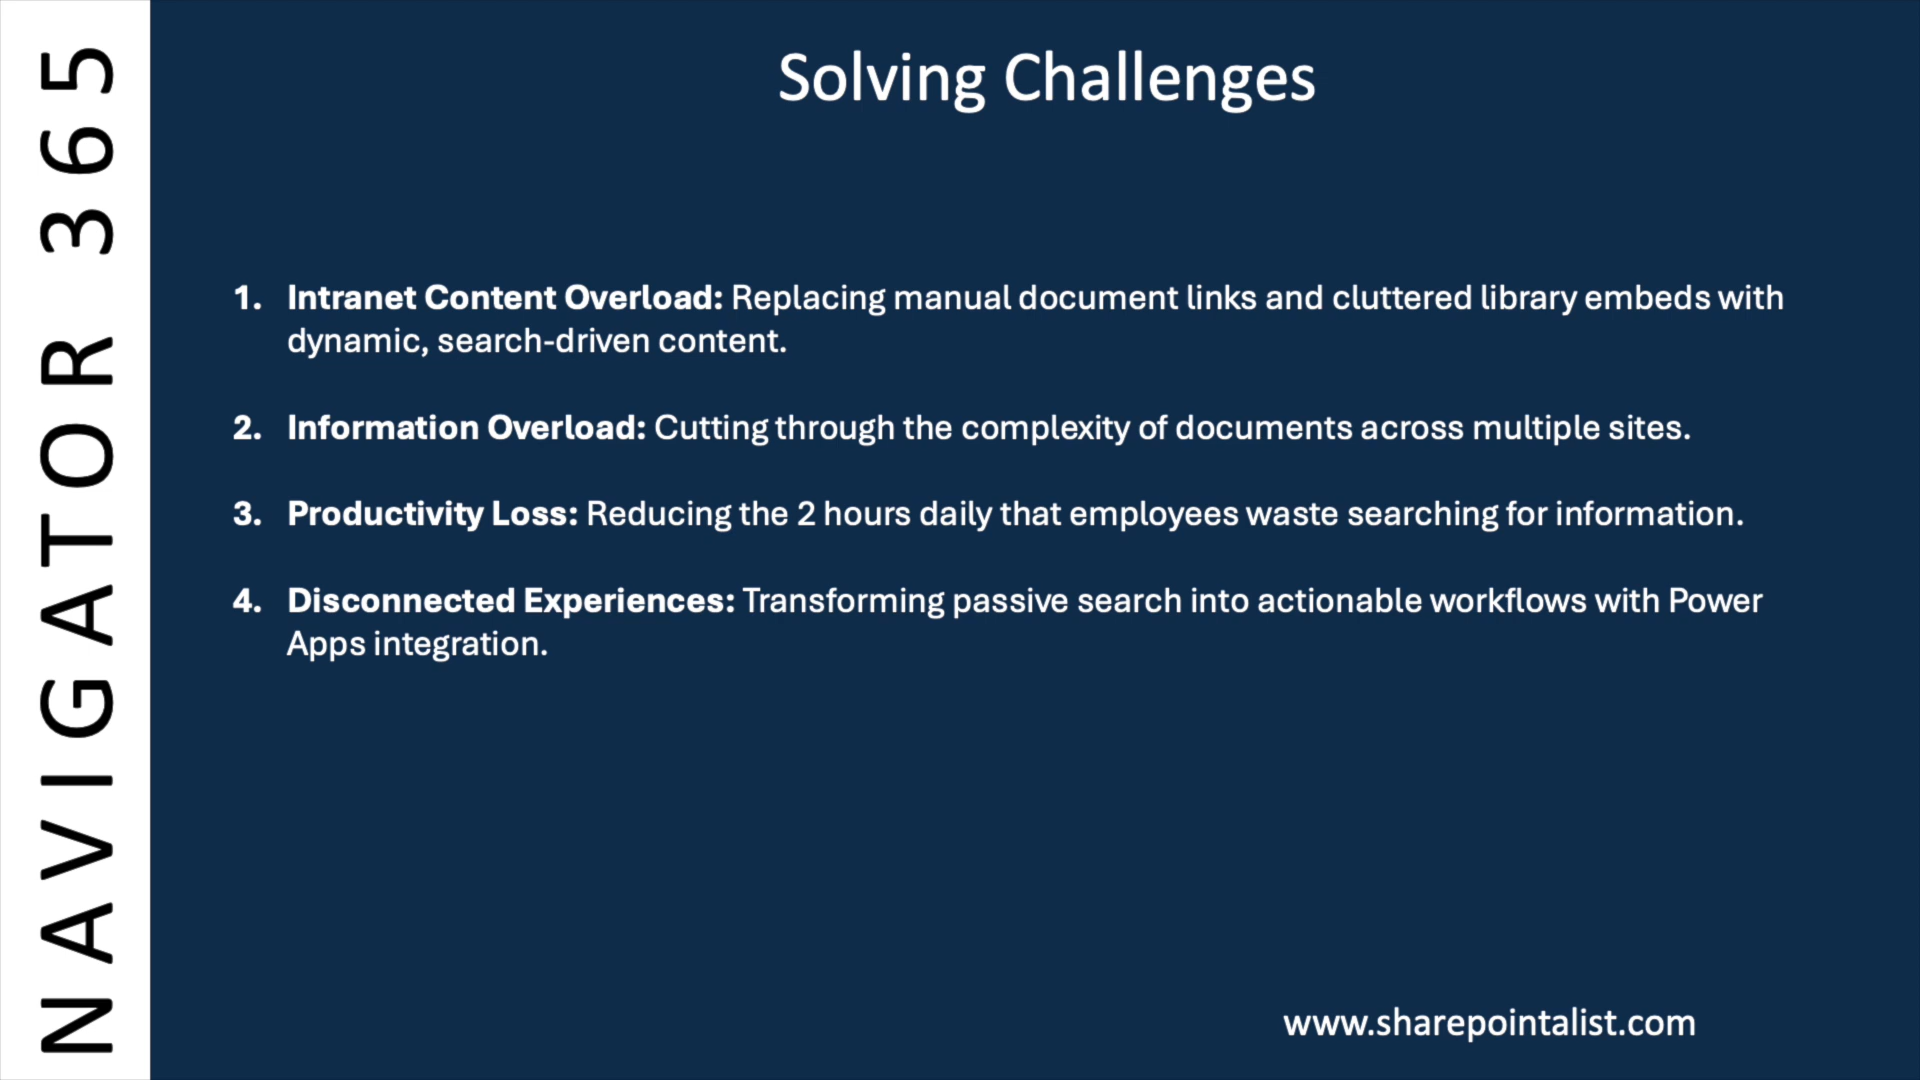 NAVIGATOR 365
Solving Challenges
1. Intranet Content Overload: Replacing manual document links and cluttered library embeds with
dynamic, search-driven content.
2. Information Overload: Cutting through the complexity of documents across multiple sites.
3. Productivity Loss: Reducing the 2 hours daily that employees waste searching for information.
4. Disconnected Experiences: Transforming passive search into actionable workflows with Power
Apps integration.
www.sharepointalist.com